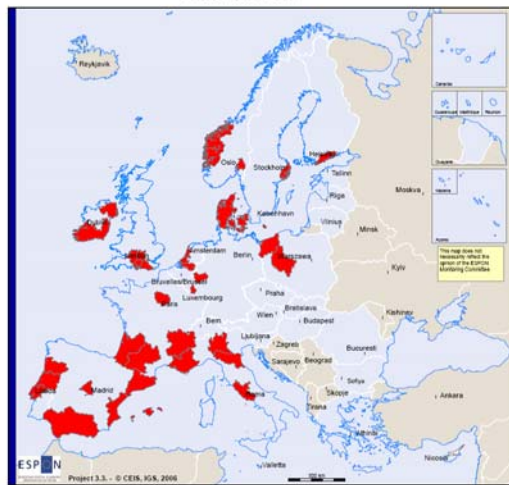 Reykjavik
Canarias
Guadeloupe Martinique Reunion
Guyane
Madeira
Açores
This map does not
necessarily reflect the
opinion of the ESPON
Monitoring Committee
Oslo
Helsinki
Stockholm
Tallinn
Riga
Moskva
København
Vilnius
Minsk
Dublin
London
Amsterdam
Berlin
Warszawa
Kyiv
Bruxelles/Brussel
Luxembourg
Praha
Paris
Wien
Bratislava
Budapest
Kishinev
Bern
Ljubljana
Zagreb
Bucuresti
Sarajevo
Beograd
Sofiya
Skopje
Tirana
Roma
Madrid
Lisboa
Ankara
Athinai
Nicosia
Valletta
ESPON
Project 3.3. - © CEIS, IGS, 2006